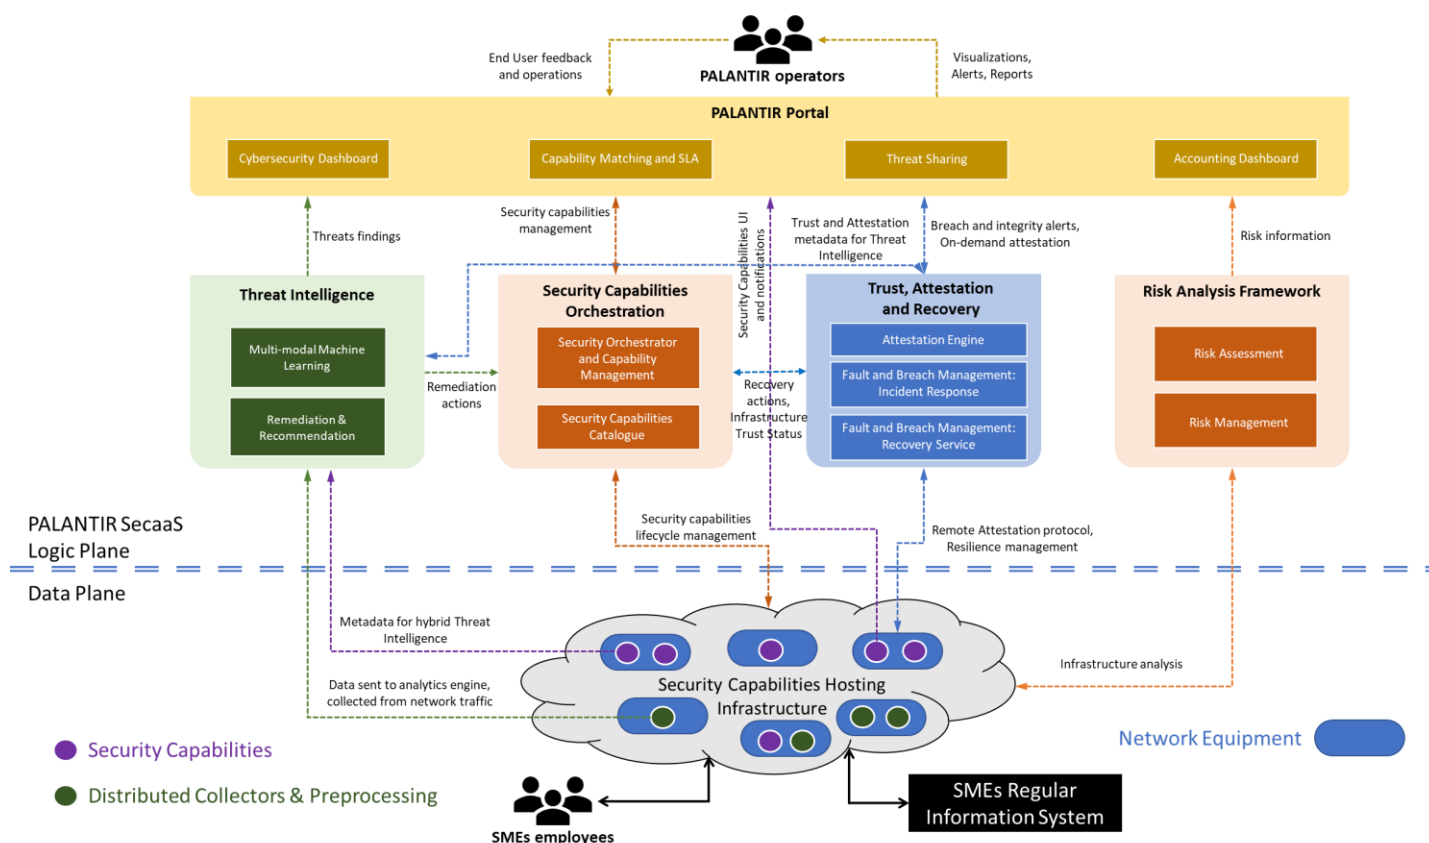 End User feedback
and operations
PALANTIR operators
Visualizations,
Alerts, Reports
PALANTIR Portal
Cybersecurity Dashboard
Capability Matching and SLA
Threat Sharing
Accounting Dashboard
Threats findings
Security capabilities
management
Security Capabilities UI
and notifications
Trust and Attestation
metadata for Threat
Intelligence
Breach and integrity alerts,
On-demand attestation
Risk information
Threat Intelligence
Multi-modal Machine
Learning
Remediation &
Recommendation
Remediation
actions
Security Capabilities
Orchestration
Security Orchestrator
and Capability
Management
Security Capabilities
Catalogue
Recovery
actions,
Infrastructure
Trust Status
Trust, Attestation
and Recovery
Attestation Engine
Fault and Breach Management:
Incident Response
Fault and Breach Management:
Recovery Service
Risk Analysis Framework
Risk Assessment
Risk Management
PALANTIR SecaaS
Logic Plane
Security capabilities
lifecycle management
Remote Attestation protocol,
Resilience management
Data Plane
Metadata for hybrid Threat
Intelligence
Data sent to analytics engine,
collected from network traffic
Security Capabilities Hosting
Infrastructure
Infrastructure analysis
Security Capabilities
Distributed Collectors & Preprocessing
Network Equipment
SMEs employees
SMEs Regular
Information System